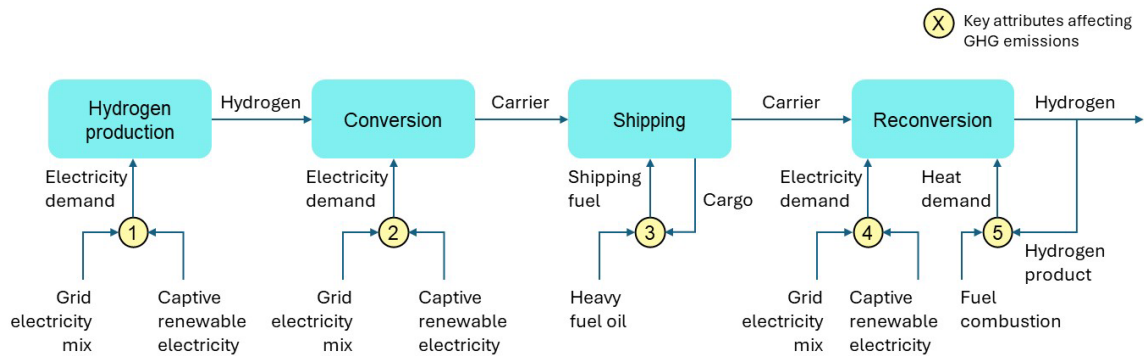 X
Key attributes affecting
GHG emissions
Hydrogen
production
Hydrogen
Conversion
Carrier
Shipping
Carrier
Reconversion
Hydrogen
Electricity
demand
Electricity
demand
Shipping
fuel
Cargo
Electricity
demand
Heat
demand
1
2
3
4
5
Hydrogen
product
Grid
electricity
mix
Captive
renewable
electricity
Grid
electricity
mix
Captive
renewable
electricity
Heavy
fuel oil
Grid
electricity
mix
Captive
renewable
electricity
Fuel
combustion